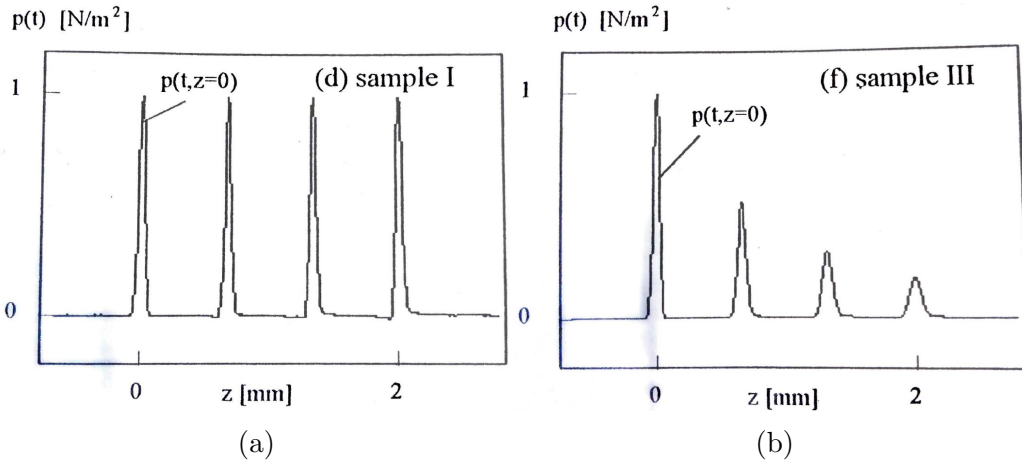 p(t) [N/m²]
(d) sample I
p(t,z=0)
1
0
0
z [mm]
2
(a)
p(t) [N/m²]
(f) sample III
p(t,z=0)
1
0
0
z [mm]
2
(b)